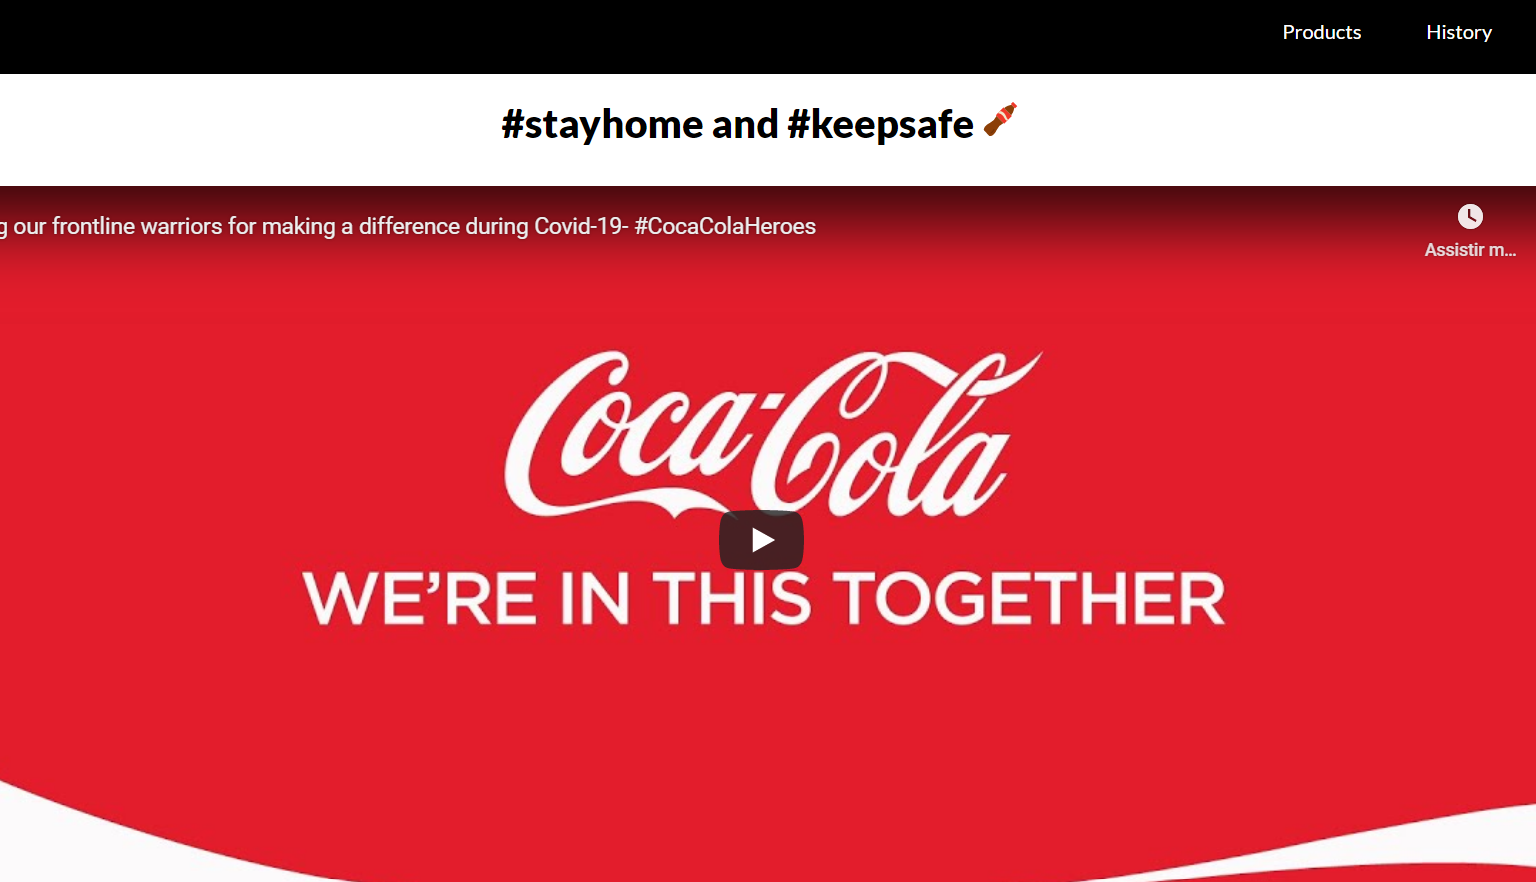 Products History
#stayhome and #keepsafe
our frontline warriors for making a difference during Covid-19- #CocaColaHeroes
Assistir m...
Coca-Cola
WE'RE IN THIS TOGETHER